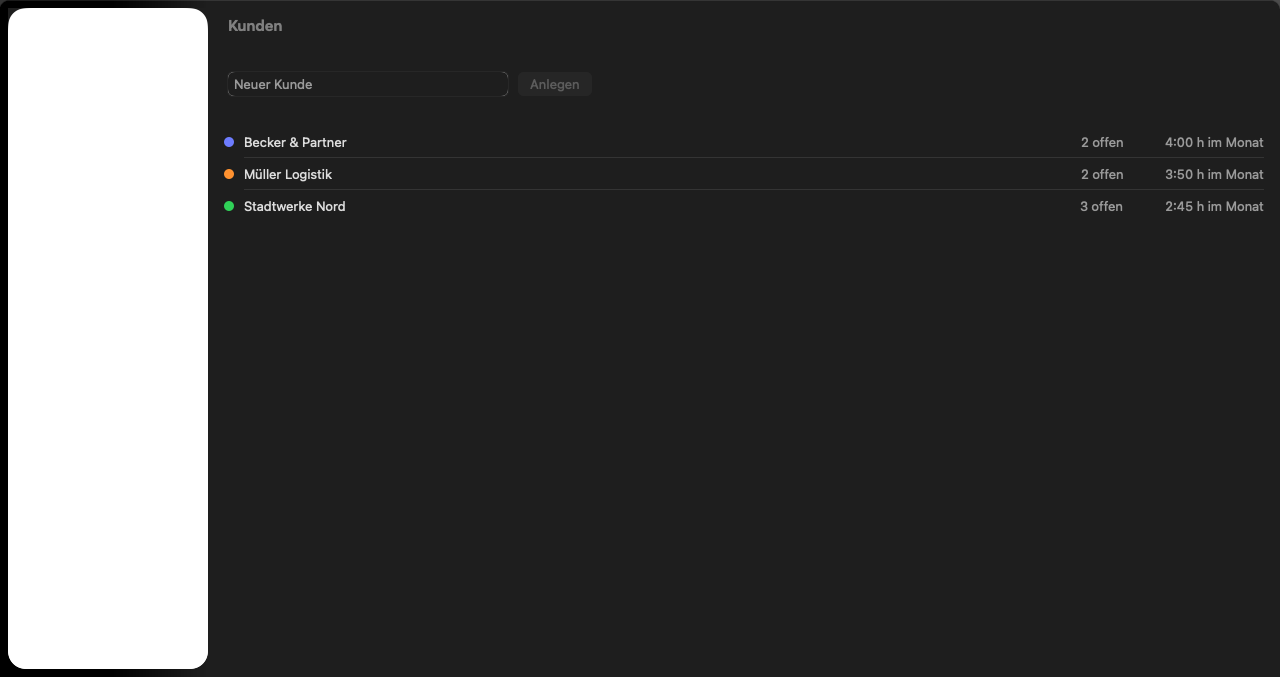 Kunden
Neuer Kunde Anlegen
Becker & Partner 2 offen 4:00 h im Monat
Müller Logistik 2 offen 3:50 h im Monat
Stadtwerke Nord 3 offen 2:45 h im Monat